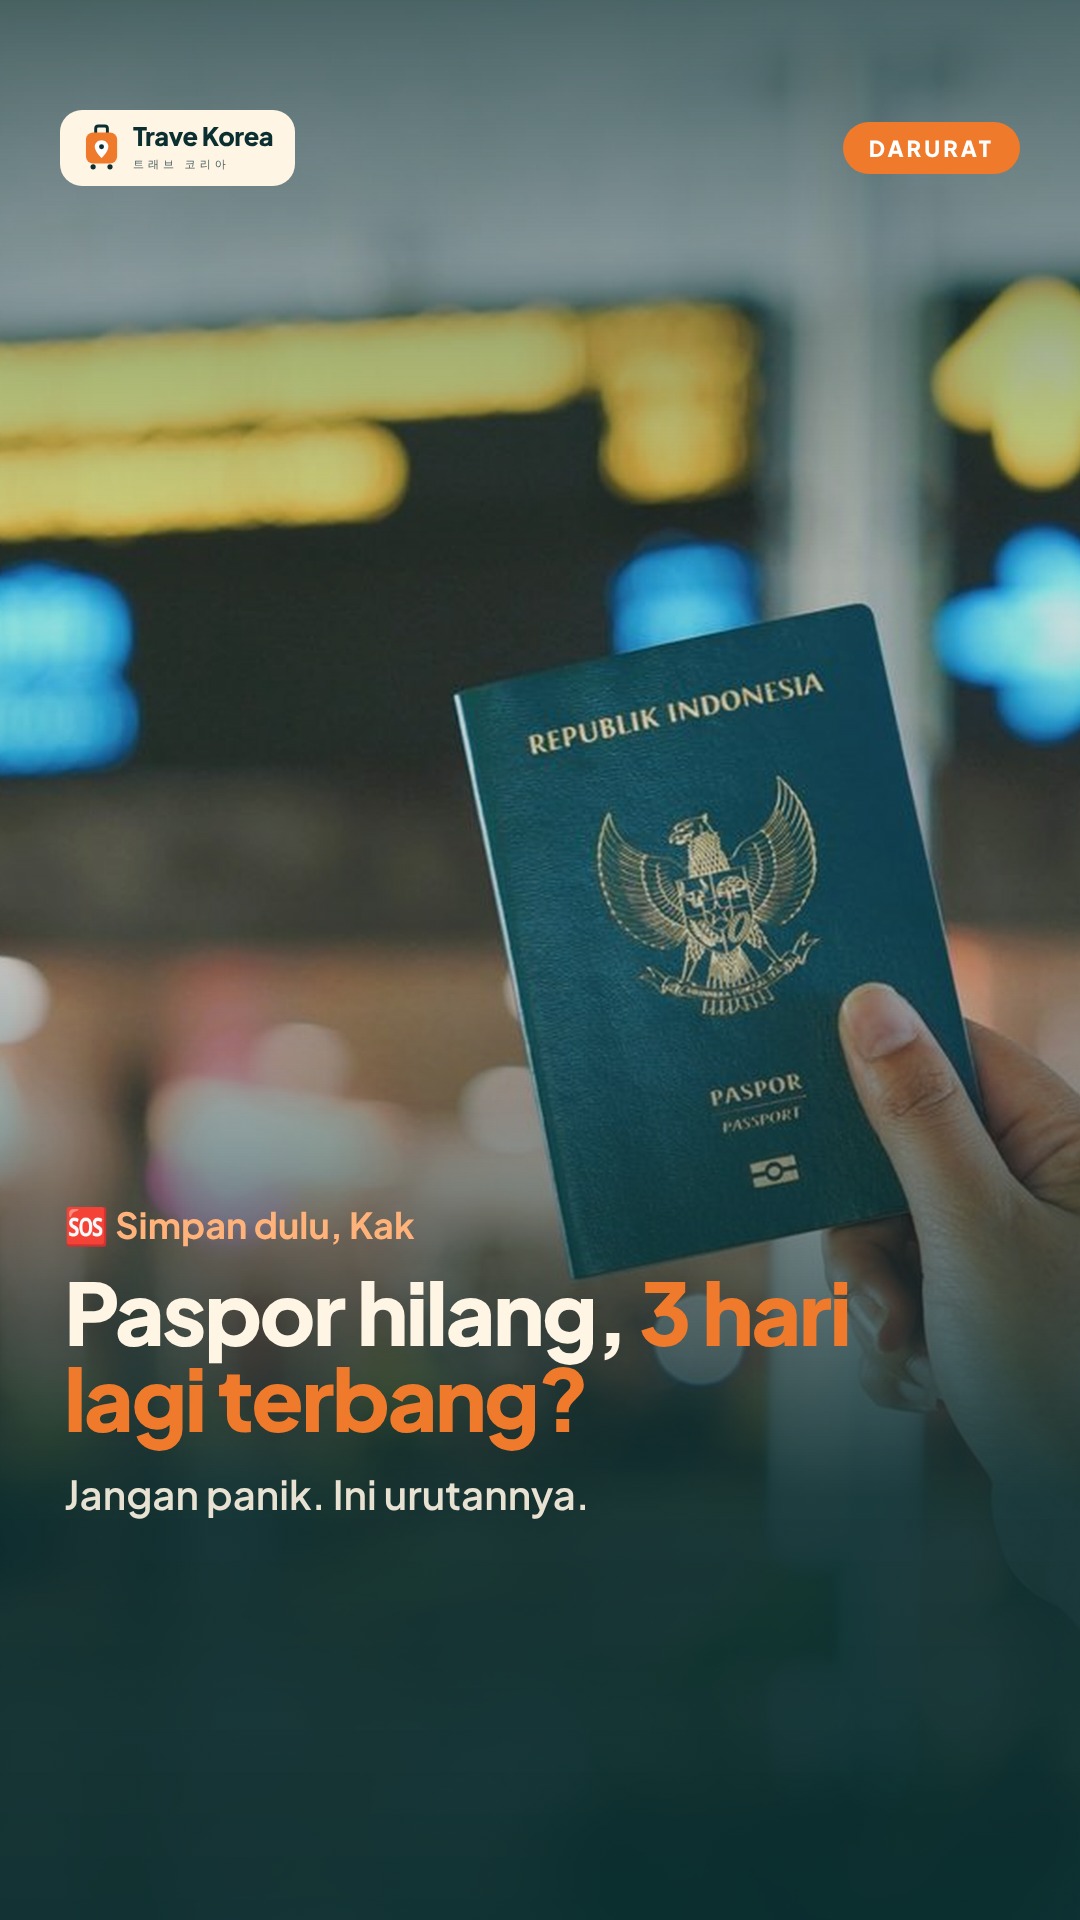 Trave Korea
트래브 코리아
DARURAT
REPUBLIK INDONESIA
PASPOR
PASSPORT
🆘 Simpan dulu, Kak
Paspor hilang, 3 hari
lagi terbang?
Jangan panik. Ini urutannya.